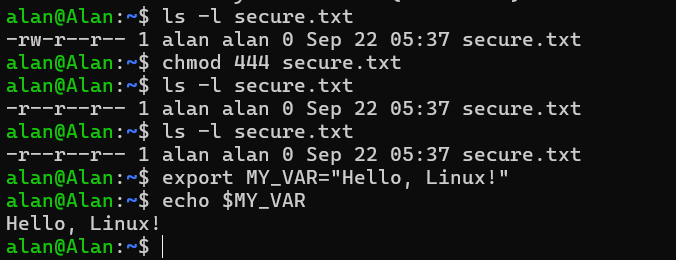 alan@Alan:~$ ls -l secure.txt
-rw-r--r-- 1 alan alan 0 Sep 22 05:37 secure.txt
alan@Alan:~$ chmod 444 secure.txt
alan@Alan:~$ ls -l secure.txt
-r--r--r-- 1 alan alan 0 Sep 22 05:37 secure.txt
alan@Alan:~$ ls -l secure.txt
-r--r--r-- 1 alan alan 0 Sep 22 05:37 secure.txt
alan@Alan:~$ export MY_VAR="Hello, Linux!"
alan@Alan:~$ echo $MY_VAR
Hello, Linux!
alan@Alan:~$